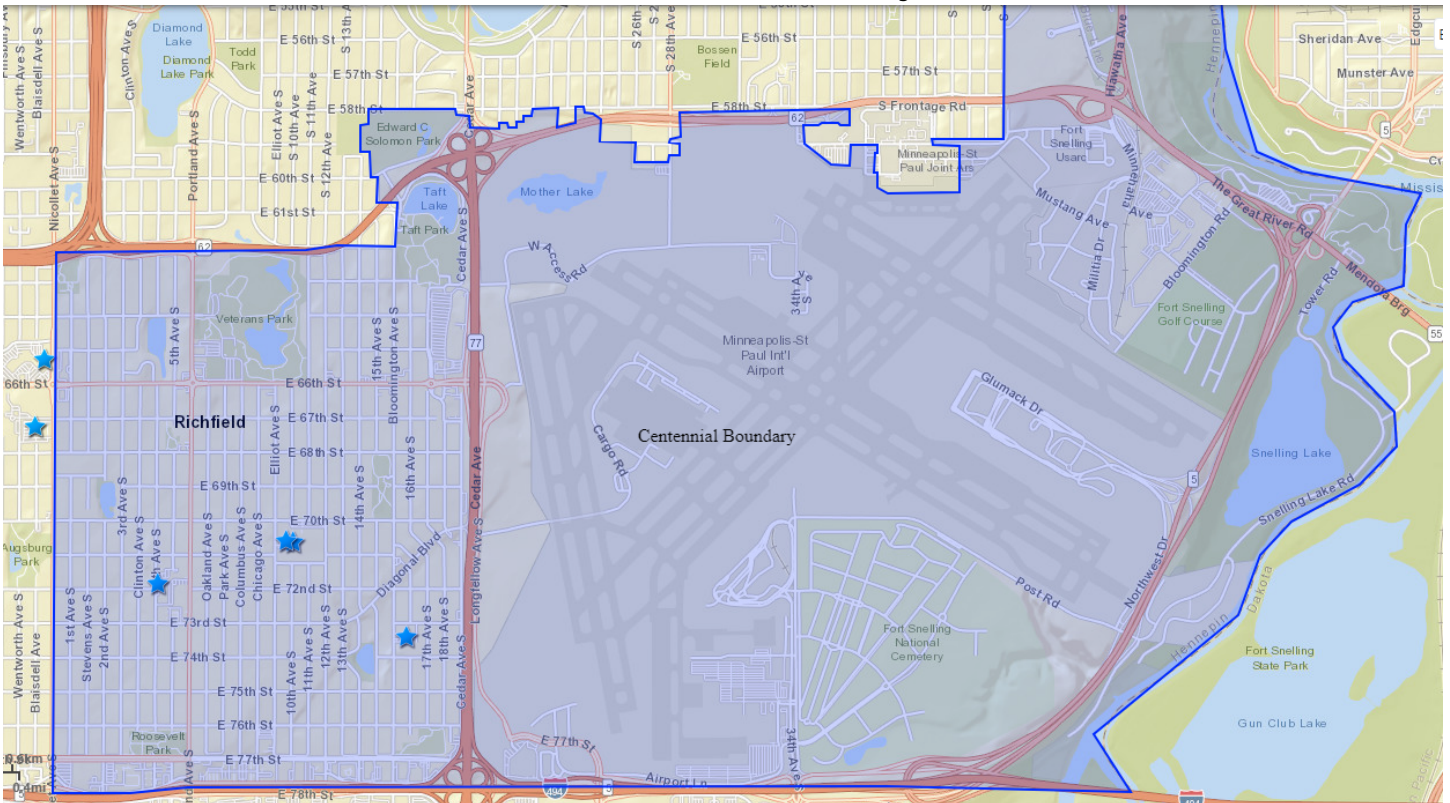 E 56th St
E 56th St
S 13th A
S 26th
S 28th Ave
Diamond
Lake
Diamond
Lake Park
Todd
Park
Bossen
Field
Clinton Ave S
Wentworth Ave S
Blaisdell Ave S
E 57th St
E 57th St
Sheridan Ave
Edgcu
Munster Ave
Hennepin
Hiawatha Ave
E 58th St
E 58th St
S Frontage Rd
62
5
Elliot Ave S
S 10th Ave
S 11th Ave
S 12th Ave
Portland Ave S
Nicollet Ave S
Edward C
Solomon Park
Cedar Ave
Fort
Snelling
Usarc
Minneapolis-St
Paul Joint Ars
Minnehaha Ave
E 60th St
Taft
Lake
Mother Lake
Mississ
Mustang Ave
The Great River Rd
E 61st St
Taft Park
Cedar Ave S
62
W Access Rd
Militia Dr
Bloomington Rd
Tower Rd
Mendota Brg
34th Ave S
Fort Snelling
Golf Course
Veterans Park
5th Ave S
15th Ave S
Bloomington Ave S
77
Minneapolis-St
Paul Int'l
Airport
55
66th St
E 66th St
Glumack Dr
Richfield
E 67th St
Elliot Ave S
Cargo Rd
Centennial Boundary
E 68th St
Snelling Lake
16th Ave S
Cedar Ave
E 69th St
5
14th Ave S
3rd Ave S
Snelling Lake Rd
E 70th St
Clinton Ave S
Oakland Ave S
Park Ave S
Columbus Ave S
Chicago Ave S
Augsburg
Park
Diagonal Blvd
Longfellow Ave S
Northwest Dr
E 72nd St
Post Rd
Dakota
Wentworth Ave S
Blaisdell Ave
1st Ave S
Stevens Ave S
2nd Ave S
E 73rd St
Fort Snelling
National
Cemetery
Hennepin
17th Ave S
18th Ave S
E 74th St
10th Ave S
11th Ave S
12th Ave S
13th Ave S
Cedar Ave S
Fort Snelling
State Park
E 75th St
E 76th St
Gun Club Lake
Roosevelt
Park
E 77th St
E 77th St
34th Ave S
Pacific
0.6km
0.4mi
Airport Ln
494
5
E 78th St
494